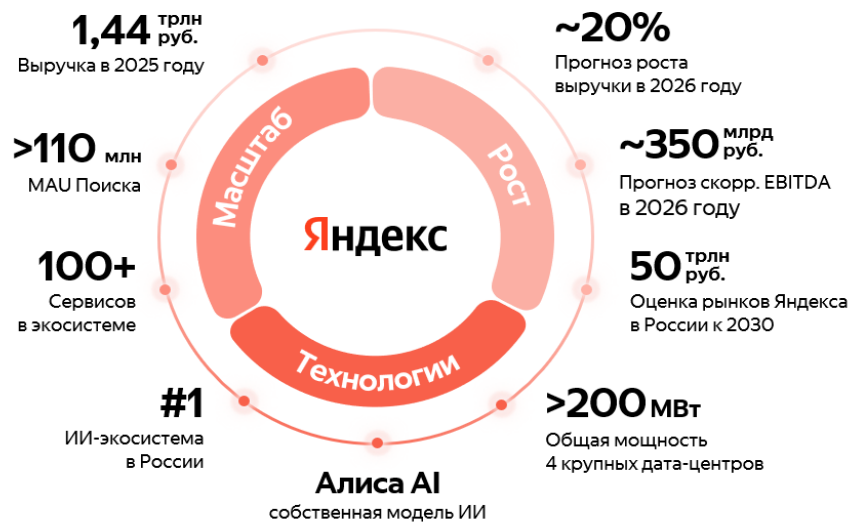 1,44 трлн руб.
Выручка в 2025 году
>110 млн
MAU Поиска
100+
Сервисов
в экосистеме
#1
ИИ-экосистема
в России
Алиса AI
собственная модель ИИ
~20%
Прогноз роста
выручки в 2026 году
~350 млрд руб.
Прогноз скорр. EBITDA
в 2026 году
50 трлн руб.
Оценка рынков Яндекса
в России к 2030
>200 МВт
Общая мощность
4 крупных дата-центров
Масштаб
Рост
Технологии
Яндекс